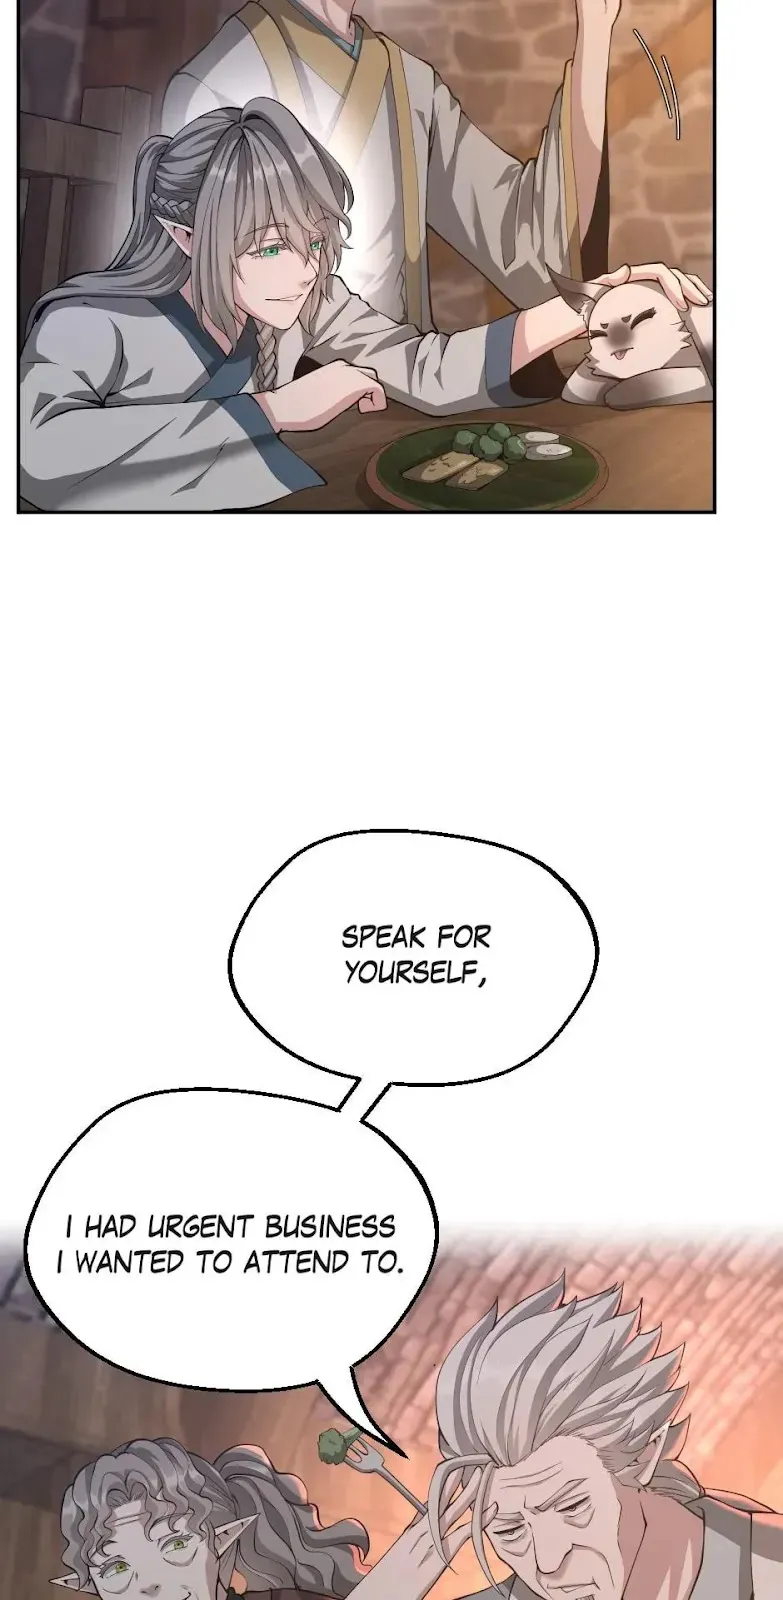 SPEAK FOR
YOURSELF,
I HAD URGENT BUSINESS
I WANTED TO ATTEND TO.